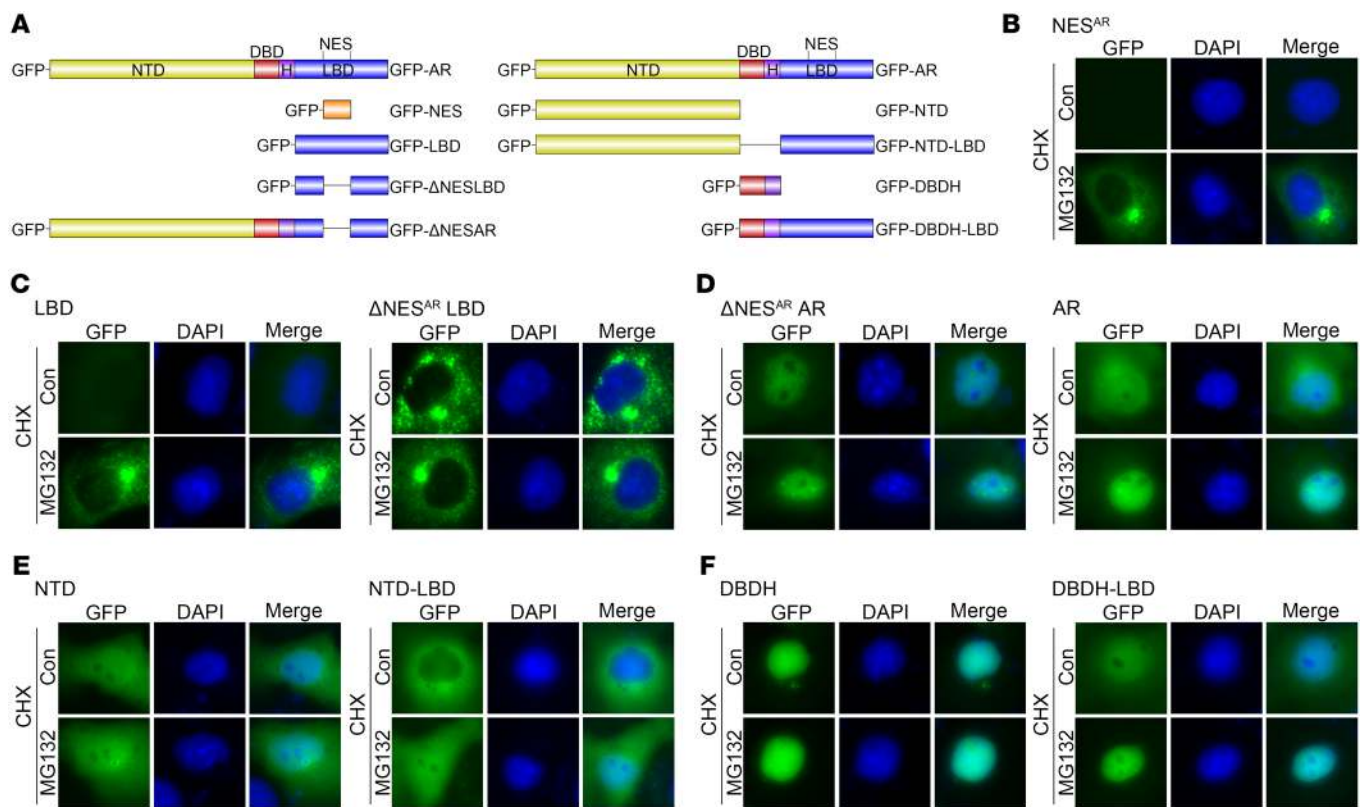 A
NES NES
DBD DBD
GFP NTD H LBD GFP-AR GFP NTD H LBD GFP-AR
GFP GFP-NES GFP GFP-NTD
GFP GFP-LBD GFP GFP-NTD-LBD
GFP GFP-ΔNESLBD GFP GFP-DBDH
GFP GFP-ΔNESAR GFP GFP-DBDH-LBD
B
NES^AR
GFP DAPI Merge
CHX
Con
MG132
C
LBD
GFP DAPI Merge
CHX
Con
MG132
ΔNES^AR LBD
GFP DAPI Merge
CHX
Con
MG132
D
ΔNES^AR AR
GFP DAPI Merge
CHX
Con
MG132
AR
GFP DAPI Merge
CHX
Con
MG132
E
NTD
GFP DAPI Merge
CHX
Con
MG132
NTD-LBD
GFP DAPI Merge
CHX
Con
MG132
F
DBDH
GFP DAPI Merge
CHX
Con
MG132
DBDH-LBD
GFP DAPI Merge
CHX
Con
MG132